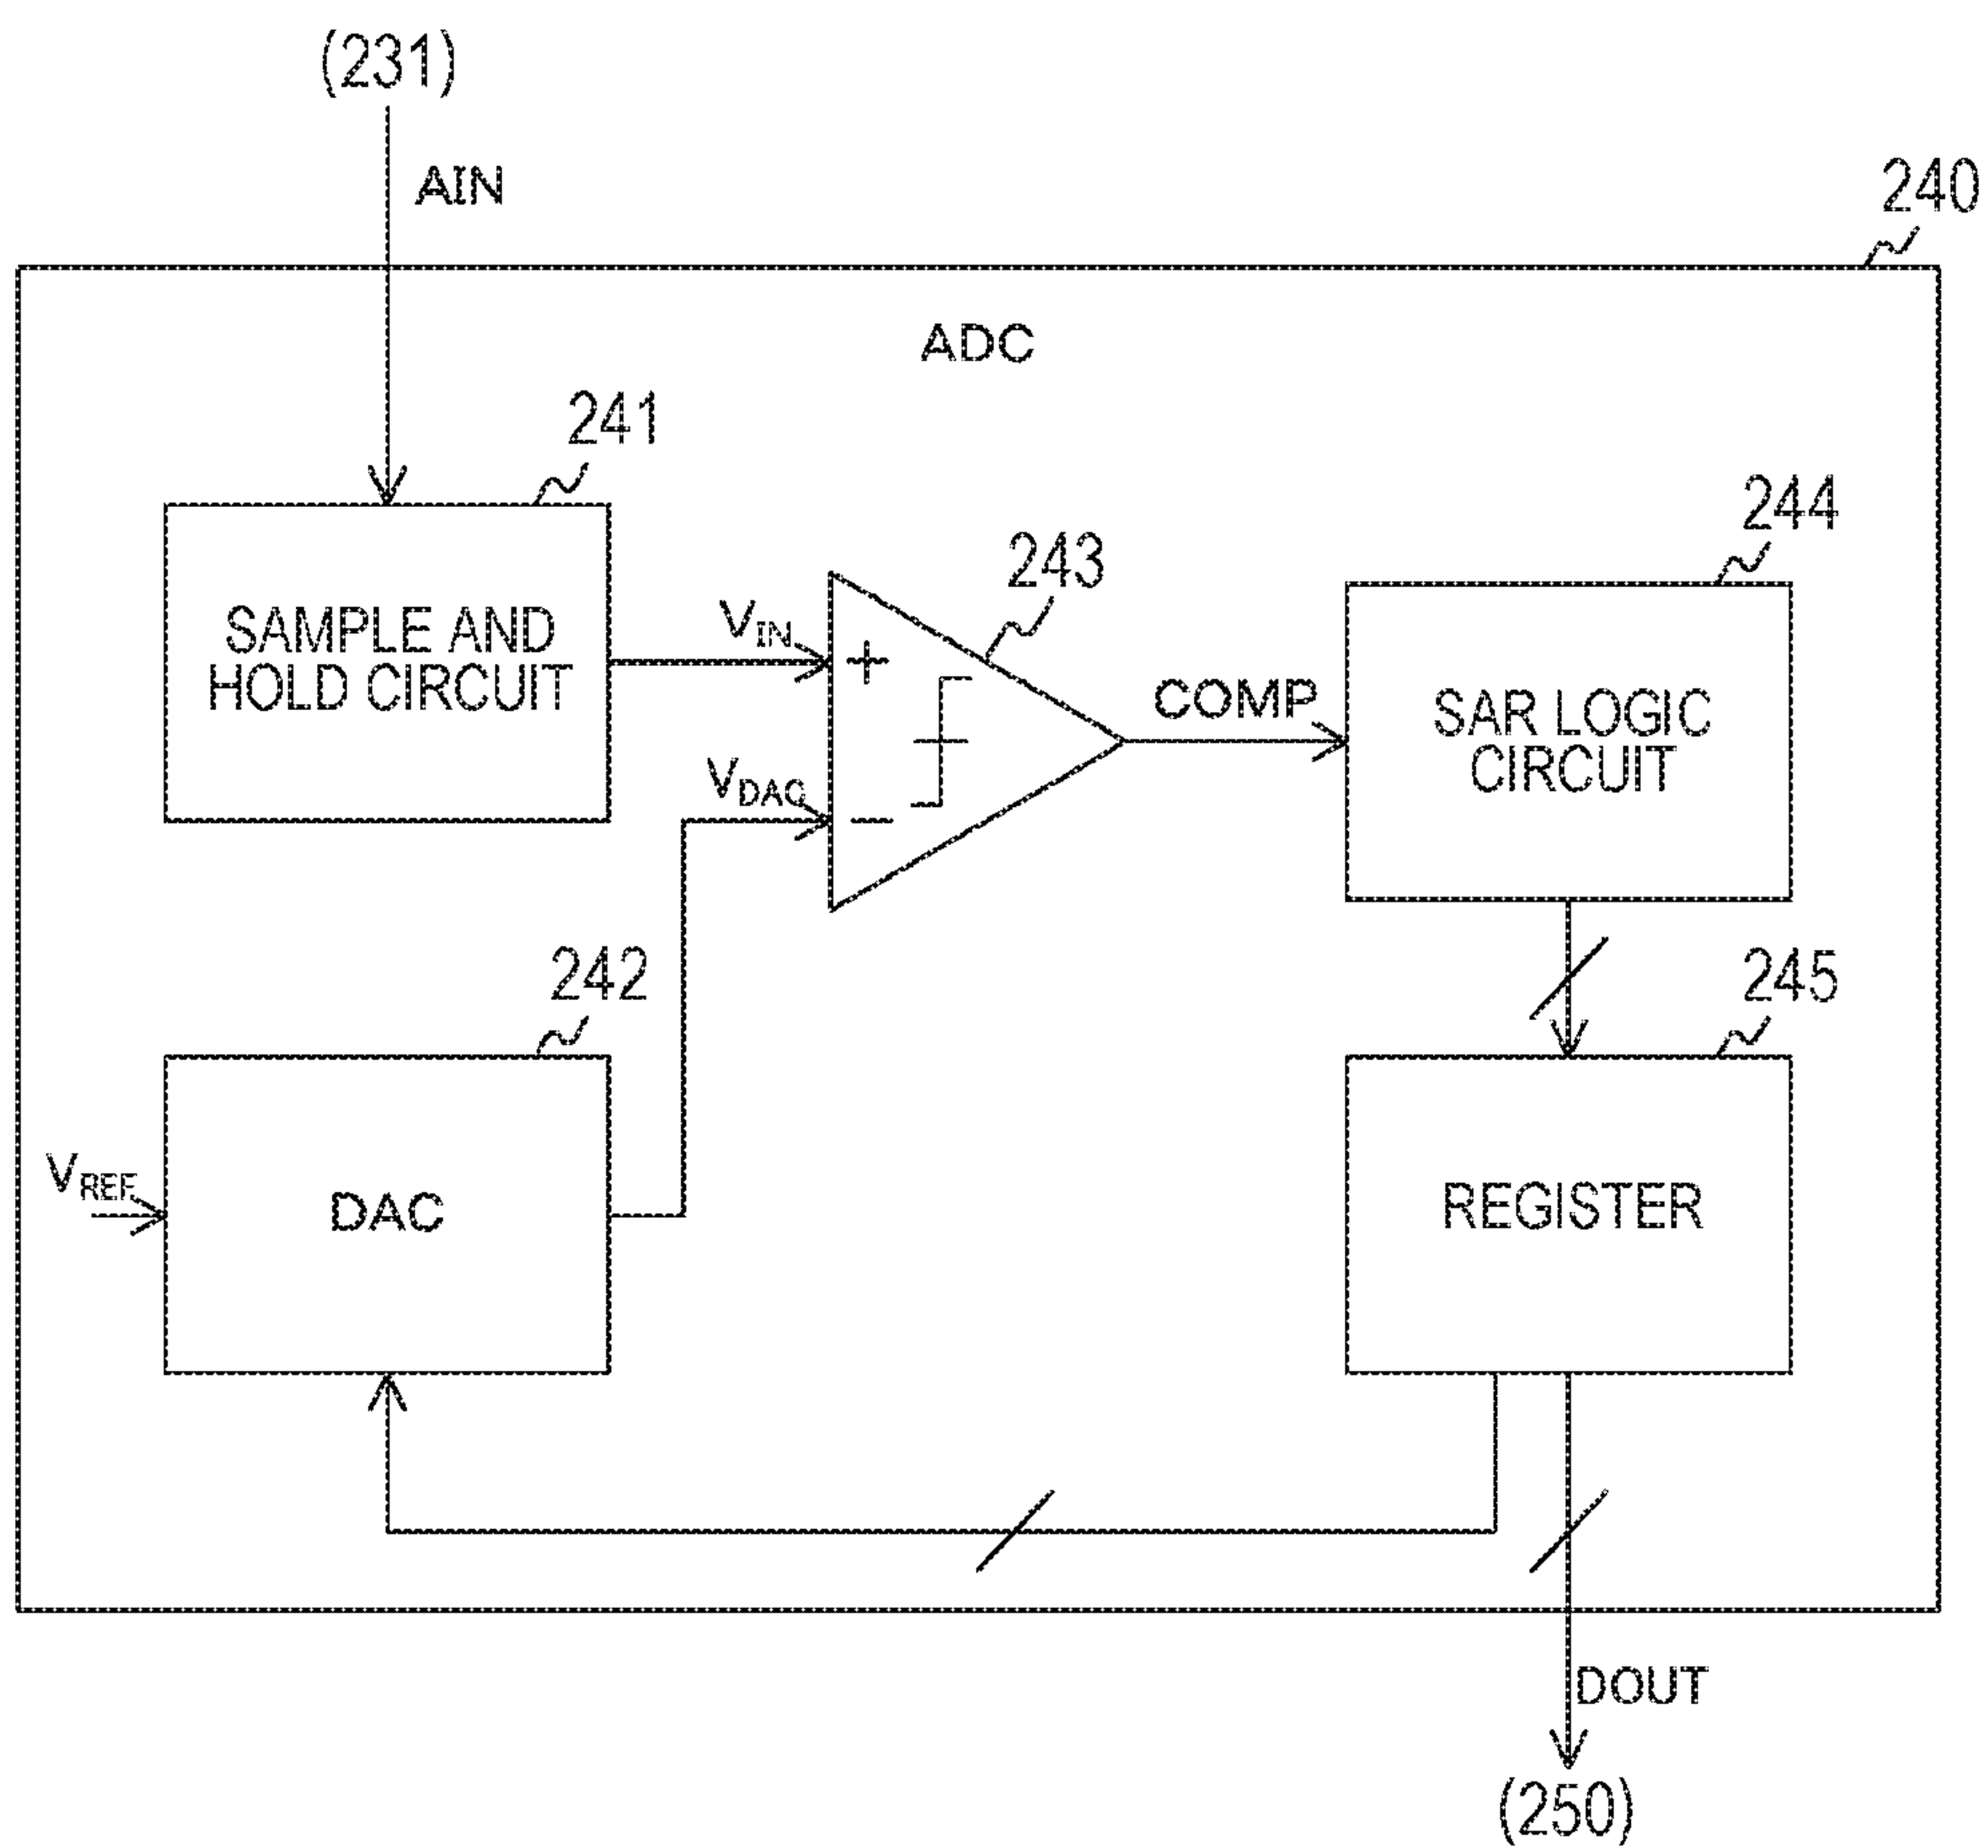 (231)
AIN
240
ADC
241
SAMPLE AND
HOLD CIRCUIT
VIN
+
243
COMP
244
SAR LOGIC
CIRCUIT
VDAC
−
242
VREF
DAC
245
REGISTER
DOUT
(250)